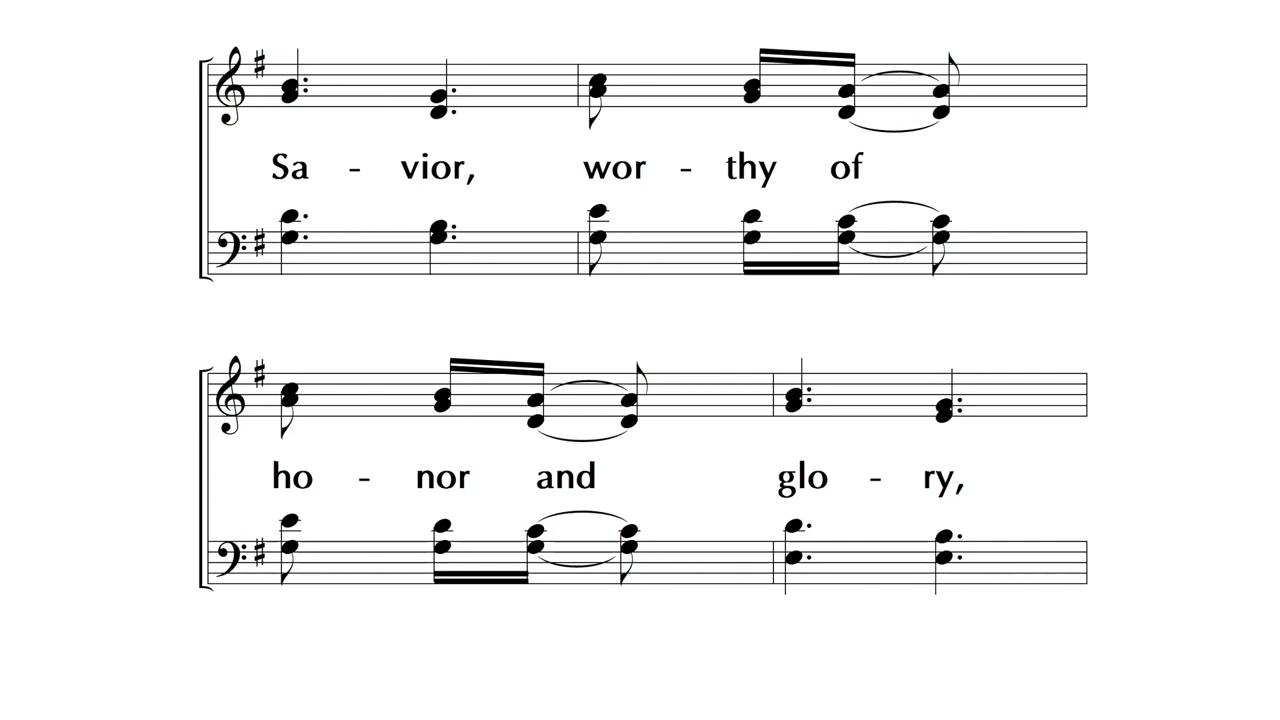 Sa - vior, wor - thy of
ho - nor and glo - ry,